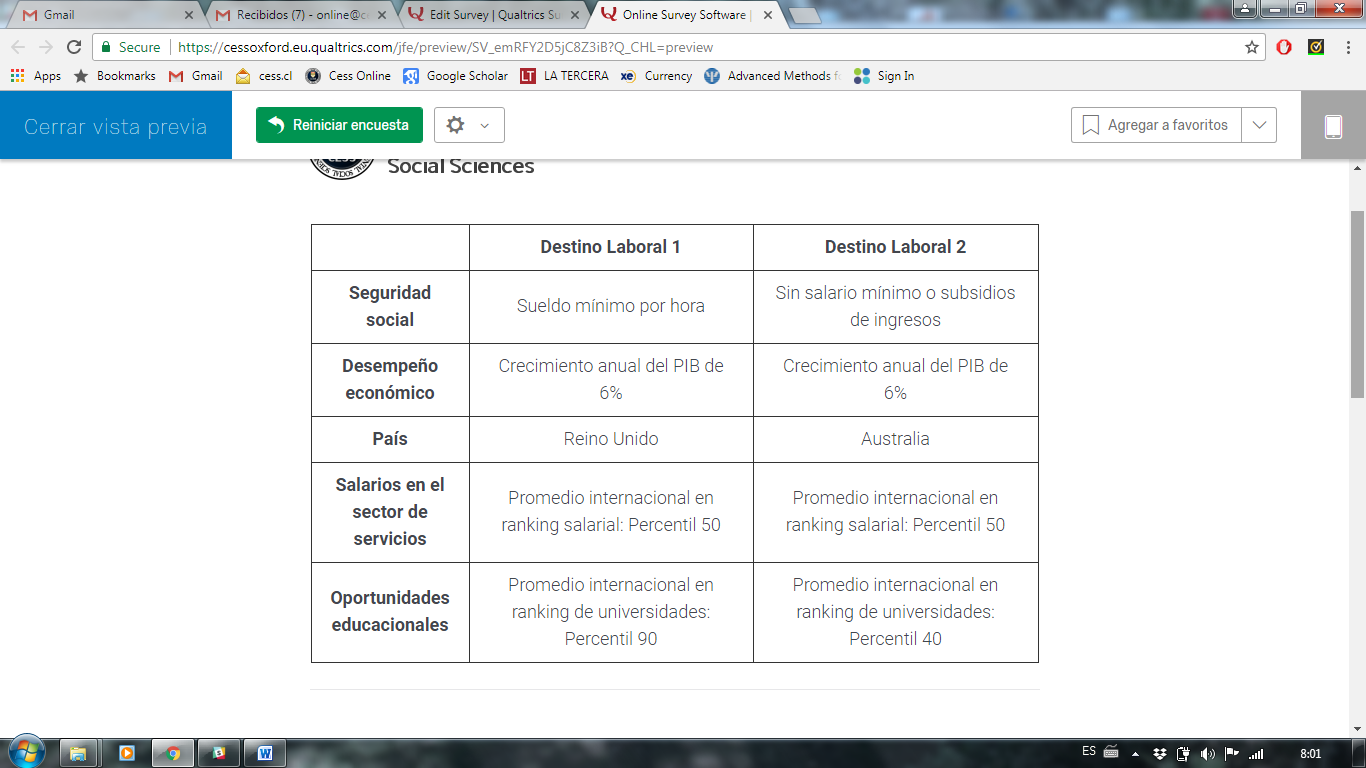 Gmail
Recibidos (7) - online@c
Edit Survey | Qualtrics Su
Online Survey Software |
Secure
https://cessoxford.eu.qualtrics.com/jfe/preview/SV_emRFY2D5jC8Z3iB?Q_CHL=preview
Apps
Bookmarks
Gmail
cess.cl
Cess Online
Google Scholar
LT
LA TERCERA
xe
Currency
Advanced Methods f
Sign In
Cerrar vista previa
Reiniciar encuesta
Agregar a favoritos
Social Sciences
Destino Laboral 1
Destino Laboral 2
Seguridad
social
Sueldo mínimo por hora
Sin salario mínimo o subsidios
de ingresos
Desempeño
económico
Crecimiento anual del PIB de
6%
Crecimiento anual del PIB de
6%
País
Reino Unido
Australia
Salarios en el
sector de
servicios
Promedio internacional en
ranking salarial: Percentil 50
Promedio internacional en
ranking salarial: Percentil 50
Oportunidades
educacionales
Promedio internacional en
ranking de universidades:
Percentil 90
Promedio internacional en
ranking de universidades:
Percentil 40
ES
8:01